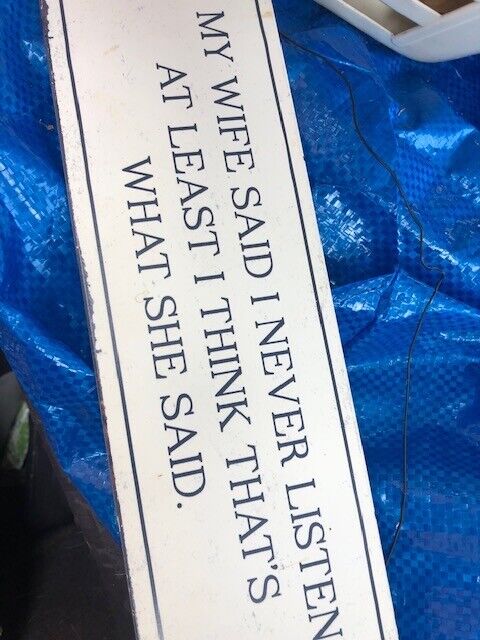 MY WIFE SAID I NEVER LISTEN
AT LEAST I THINK THAT'S
WHAT SHE SAID.